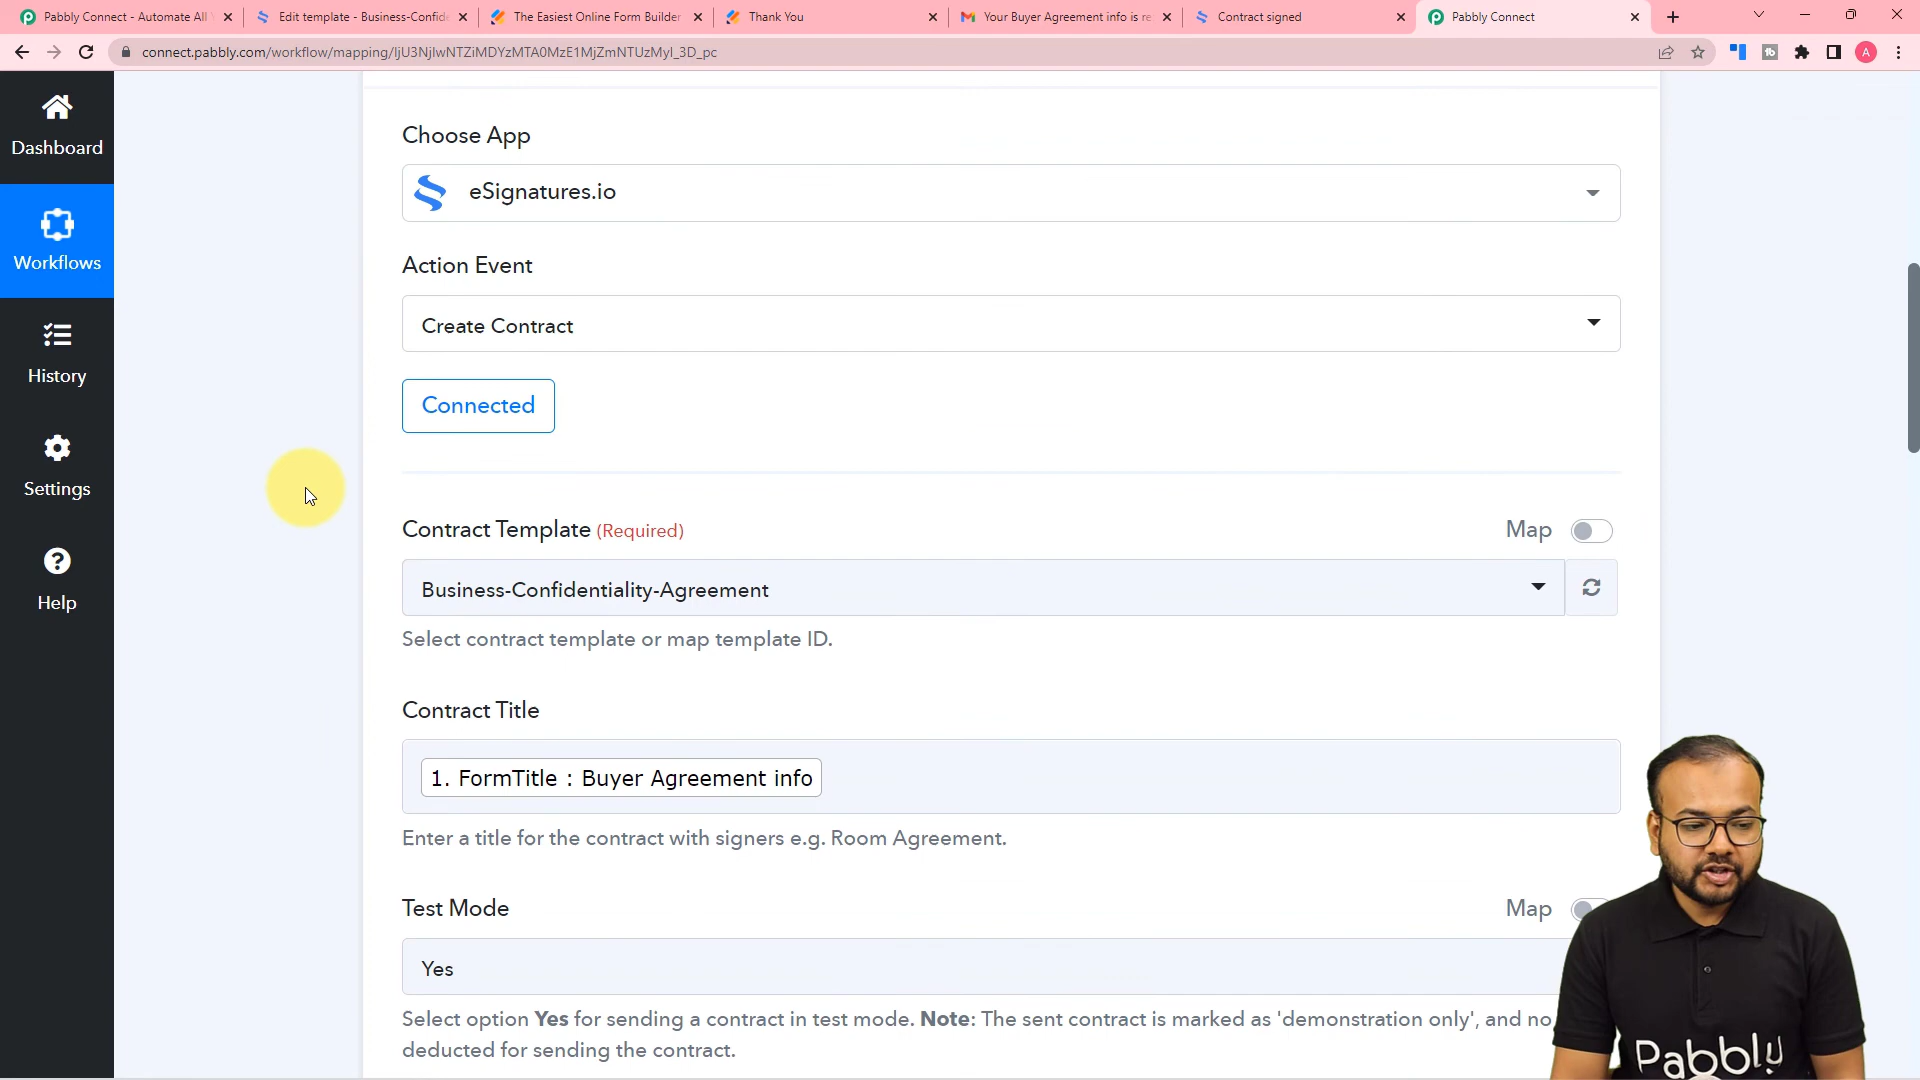 Pabbly Connect - Automate All Y
Edit template - Business-Confid
The Easiest Online Form Builder
Thank You
Your Buyer Agreement info is re
Contract signed
Pabbly Connect
connect.pabbly.com/workflow/mapping/IjU3NjIwNTZiMDYzMTA0MzE1MjZmNTUzMyI_3D_pc
A
Dashboard
Workflows
History
Settings
Help
Choose App
eSignatures.io
Action Event
Create Contract
Connected
Contract Template (Required)
Map
Business-Confidentiality-Agreement
Select contract template or map template ID.
Contract Title
1. FormTitle : Buyer Agreement info
Enter a title for the contract with signers e.g. Room Agreement.
Test Mode
Map
Yes
Select option Yes for sending a contract in test mode. Note: The sent contract is marked as 'demonstration only', and no
deducted for sending the contract.
Pabbly